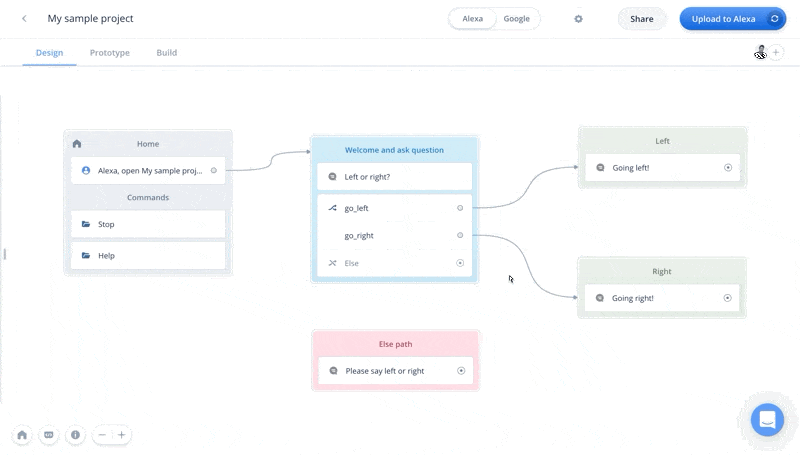 My sample project
Alexa
Google
Share
Upload to Alexa
Design
Prototype
Build
Home
Alexa, open My sample proj...
Commands
Stop
Help
Welcome and ask question
Left or right?
go_left
go_right
Else
Else path
Please say left or right
Left
Going left!
Right
Going right!